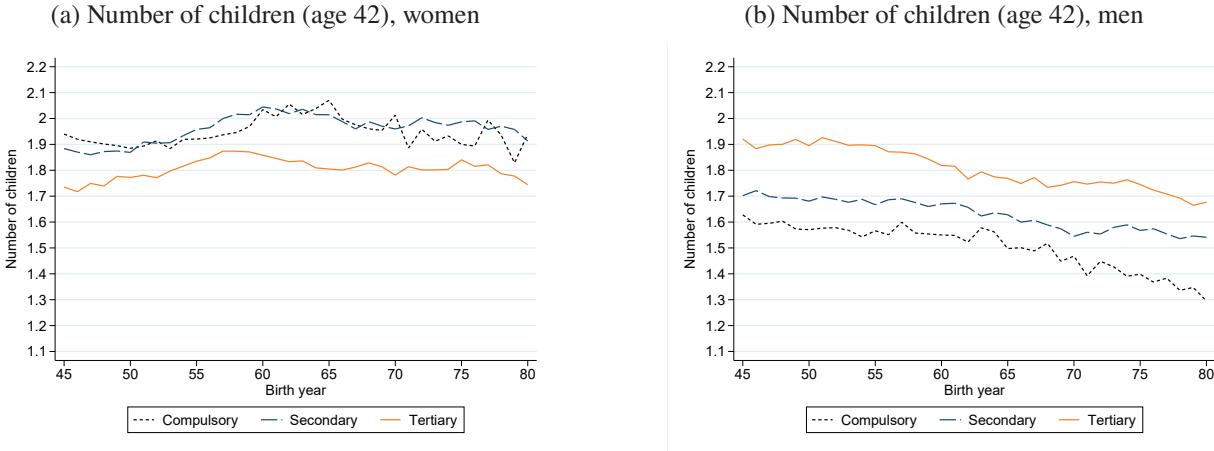 (a) Number of children (age 42), women
2.2
2.1
2
1.9
1.8
1.7
1.6
1.5
1.4
1.3
1.2
1.1
Number of children
45 50 55 60 65 70 75 80
Birth year
Compulsory Secondary Tertiary
(b) Number of children (age 42), men
2.2
2.1
2
1.9
1.8
1.7
1.6
1.5
1.4
1.3
1.2
1.1
Number of children
45 50 55 60 65 70 75 80
Birth year
Compulsory Secondary Tertiary